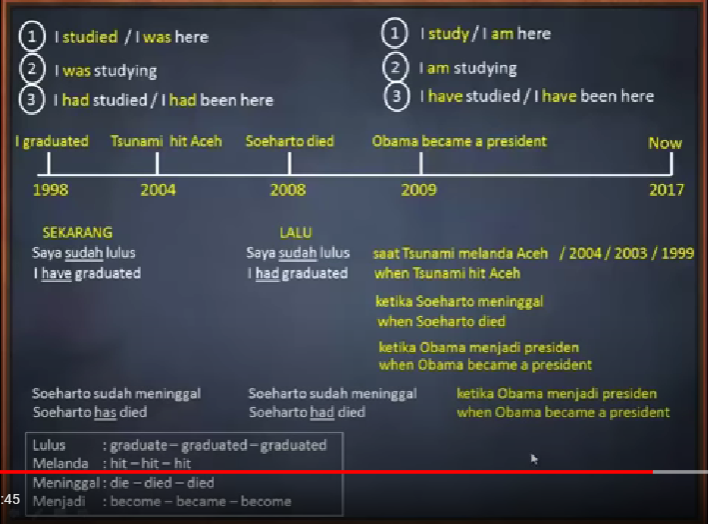 1 I studied / I was here
2 I was studying
3 I had studied / I had been here
1 I study / I am here
2 I am studying
3 I have studied / I have been here
I graduated Tsunami hit Aceh Soeharto died Obama became a president Now
1998 2004 2008 2009 2017
SEKARANG LALU
Saya sudah lulus Saya sudah lulus saat Tsunami melanda Aceh / 2004 / 2003 / 1999
I have graduated I had graduated when Tsunami hit Aceh
ketika Soeharto meninggal
when Soeharto died
ketika Obama menjadi presiden
when Obama became a president
Soeharto sudah meninggal Soeharto sudah meninggal ketika Obama menjadi presiden
Soeharto has died Soeharto had died when Obama became a president
Lulus : graduate – graduated – graduated
Melanda : hit – hit – hit
Meninggal : die – died – died
Menjadi : become – became – become
:45